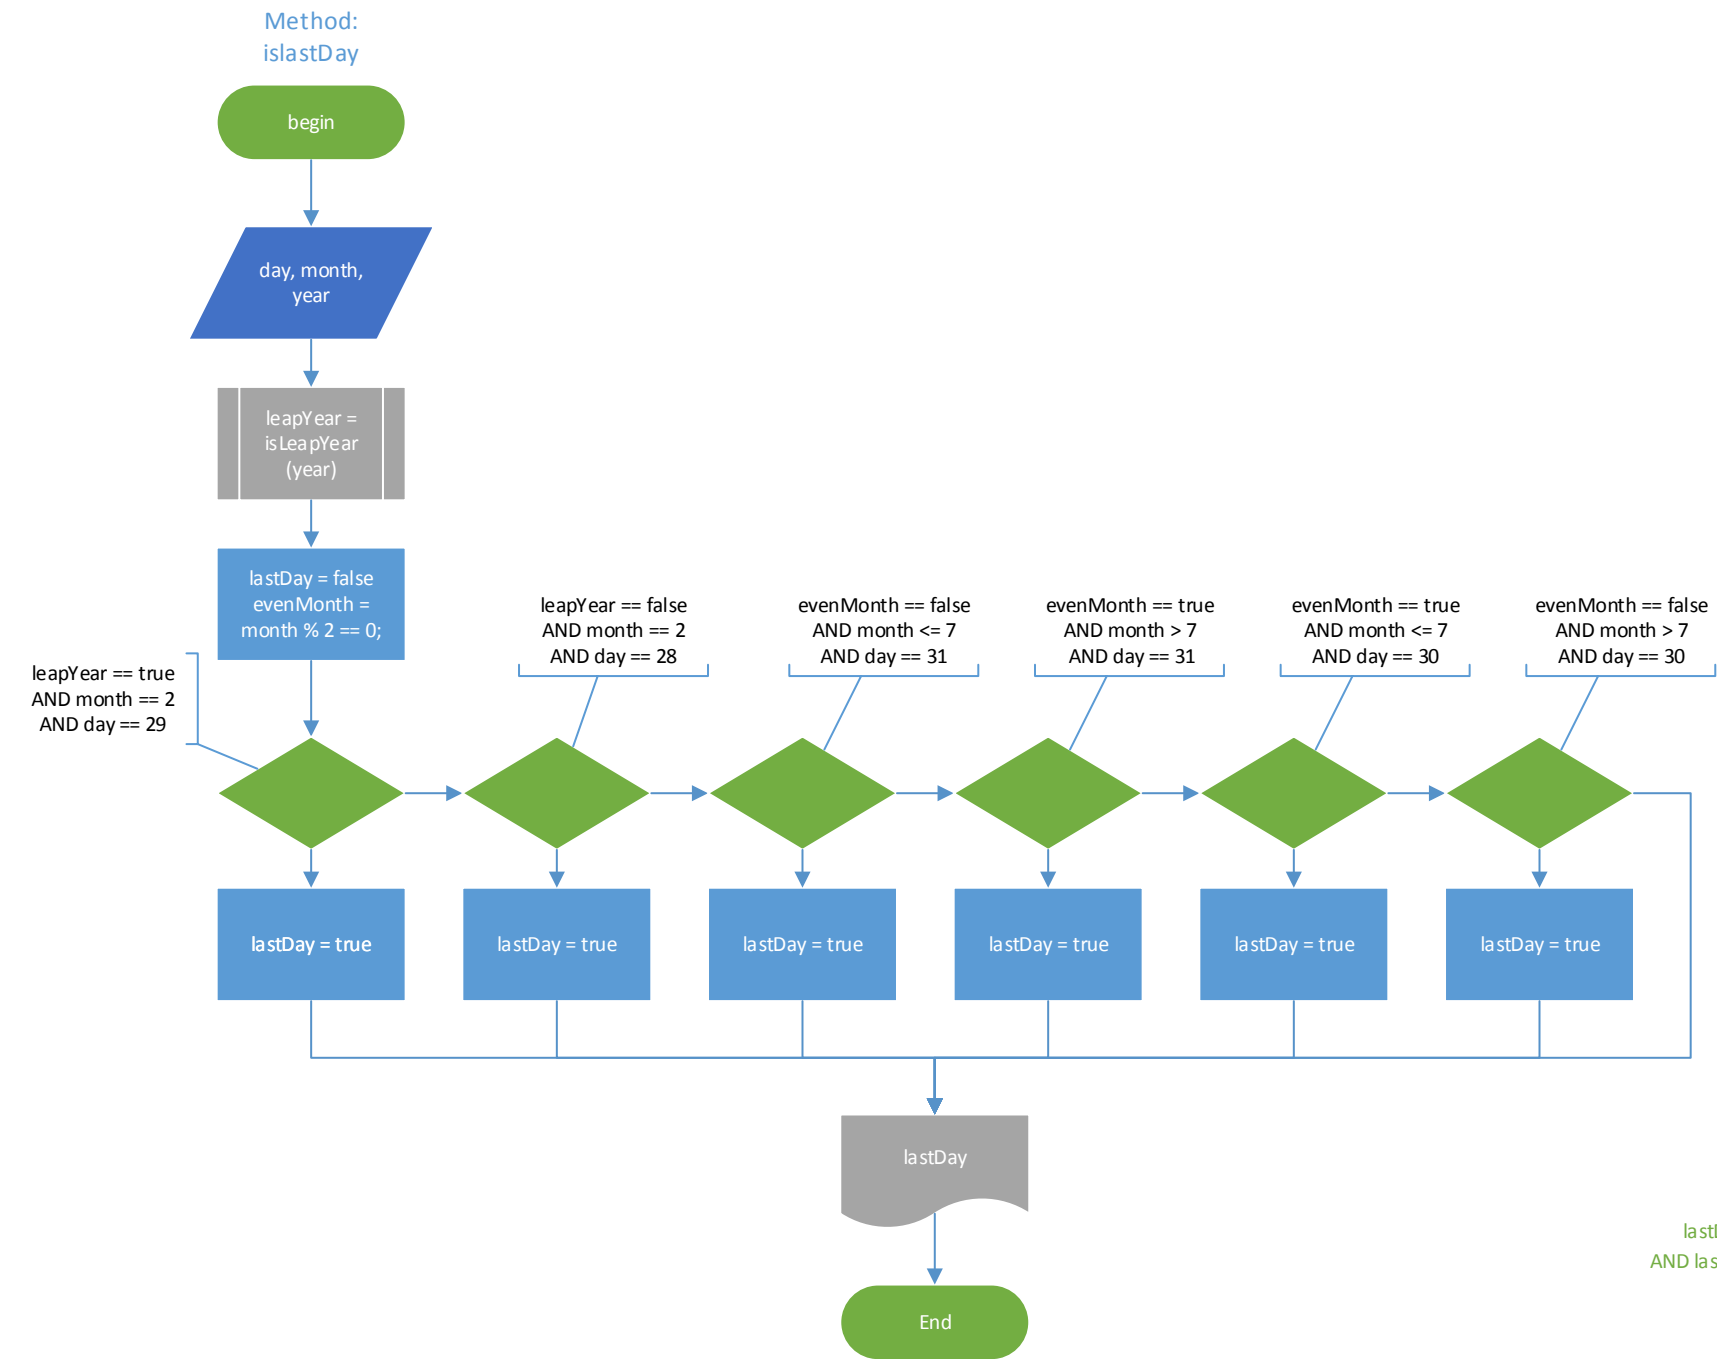 Method:
islastDay
begin
day, month,
year
leapYear =
isLeapYear
(year)
lastDay = false
evenMonth =
month % 2 == 0;
leapYear == true
AND month == 2
AND day == 29
leapYear == false
AND month == 2
AND day == 28
evenMonth == false
AND month <= 7
AND day == 31
evenMonth == true
AND month > 7
AND day == 31
evenMonth == true
AND month <= 7
AND day == 30
evenMonth == false
AND month > 7
AND day == 30
lastDay = true
lastDay = true
lastDay = true
lastDay = true
lastDay = true
lastDay = true
lastDay
End
AND